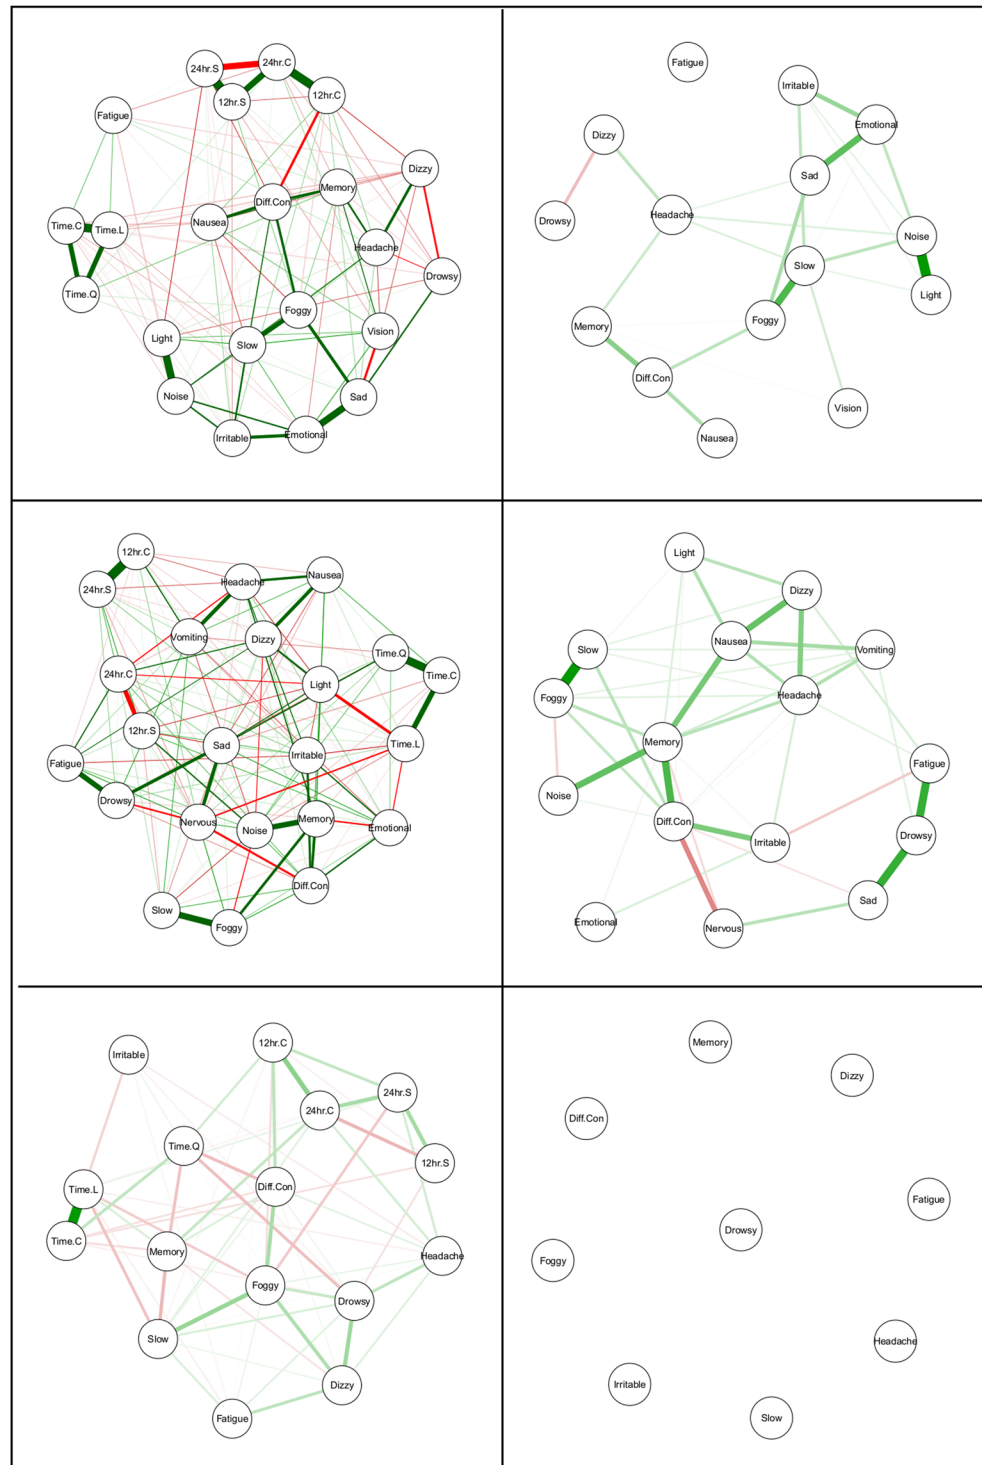 24hr.S
24hr.C
12hr.S
12hr.C
Fatigue
Dizzy
Memory
Diff.Con
Nausea
Time.C
Time.L
Headache
Drowsy
Time.Q
Foggy
Vision
Light
Slow
Noise
Sad
Irritable
Emotional
Fatigue
Irritable
Emotional
Dizzy
Sad
Drowsy
Headache
Noise
Slow
Light
Foggy
Memory
Diff.Con
Vision
Nausea
12hr.C
24hr.S
Headache
Nausea
Vomiting
Dizzy
Time.Q
24hr.C
Light
Time.C
12hr.S
Sad
Irritable
Time.L
Fatigue
Drowsy
Nervous
Noise
Memory
Emotional
Diff.Con
Slow
Foggy
Light
Dizzy
Slow
Nausea
Vomiting
Foggy
Headache
Memory
Fatigue
Noise
Diff.Con
Irritable
Drowsy
Sad
Emotional
Nervous
Irritable
12hr.C
24hr.S
24hr.C
Time.Q
12hr.S
Time.L
Diff.Con
Time.C
Memory
Headache
Foggy
Drowsy
Slow
Dizzy
Fatigue
Memory
Dizzy
Diff.Con
Fatigue
Drowsy
Foggy
Headache
Irritable
Slow